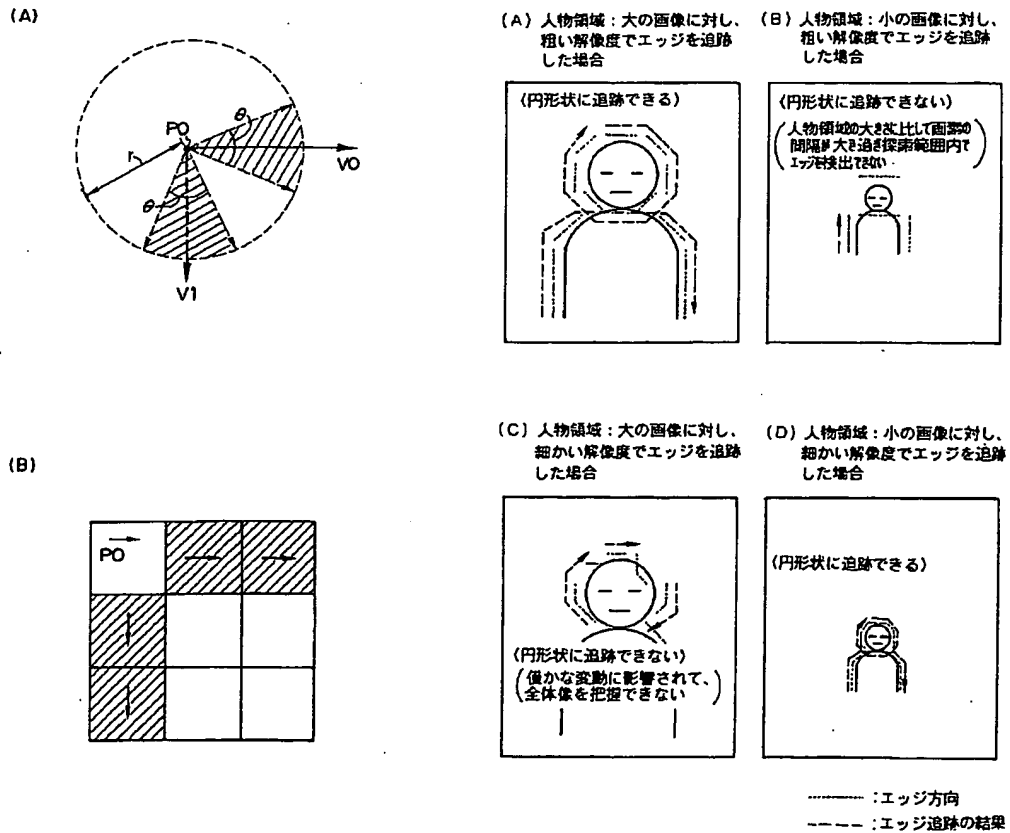 (A)
PO
θ
VO
r
θ
V1
(B)
PO
(A) 人物領域：大の画像に対し、
粗い解像度でエッジを追跡
した場合
(円形状に追跡できる)
(B) 人物領域：小の画像に対し、
粗い解像度でエッジを追跡
した場合
(円形状に追跡できない)
(人物領域の大きさに比して画素の
間隔が大き過ぎ探索範囲内で
エッジを検出できない)
(C) 人物領域：大の画像に対し、
細かい解像度でエッジを追跡
した場合
(円形状に追跡できない)
(僅かな変動に影響されて、
全体像を把握できない)
(D) 人物領域：小の画像に対し、
細かい解像度でエッジを追跡
した場合
(円形状に追跡できる)
：エッジ方向
：エッジ追跡の結果